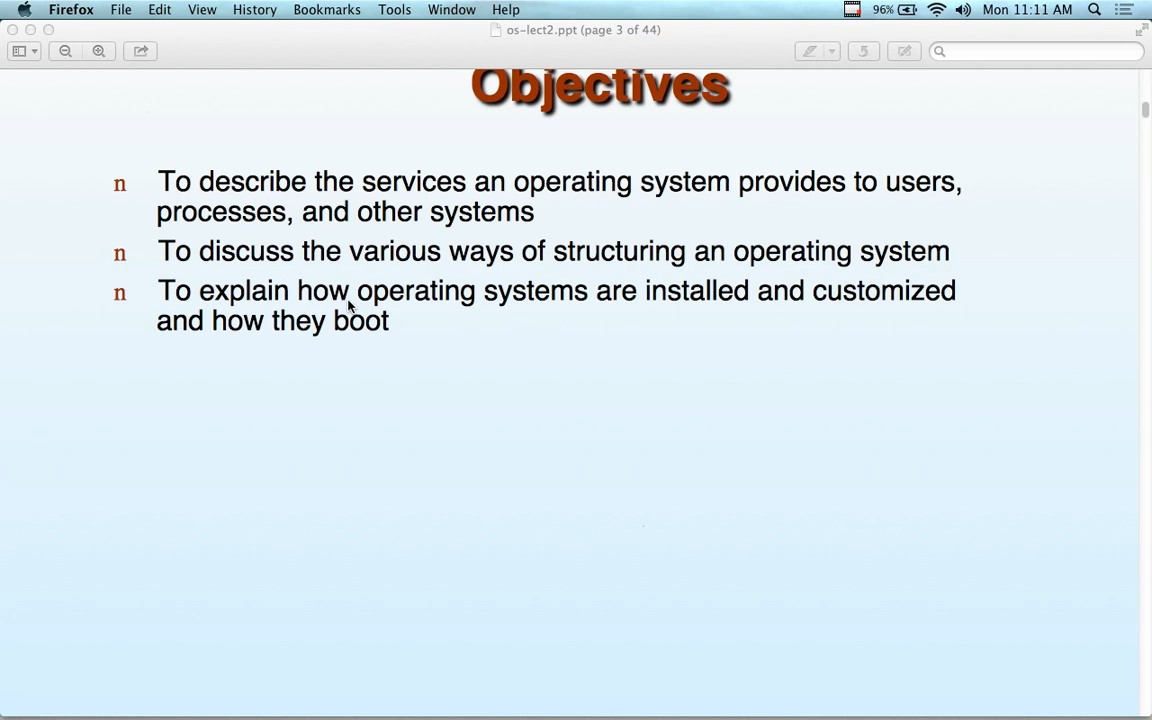 Firefox File Edit View History Bookmarks Tools Window Help 96% Mon 11:11 AM
os-lect2.ppt (page 3 of 44)
Objectives
n To describe the services an operating system provides to users,
processes, and other systems
n To discuss the various ways of structuring an operating system
n To explain how operating systems are installed and customized
and how they boot